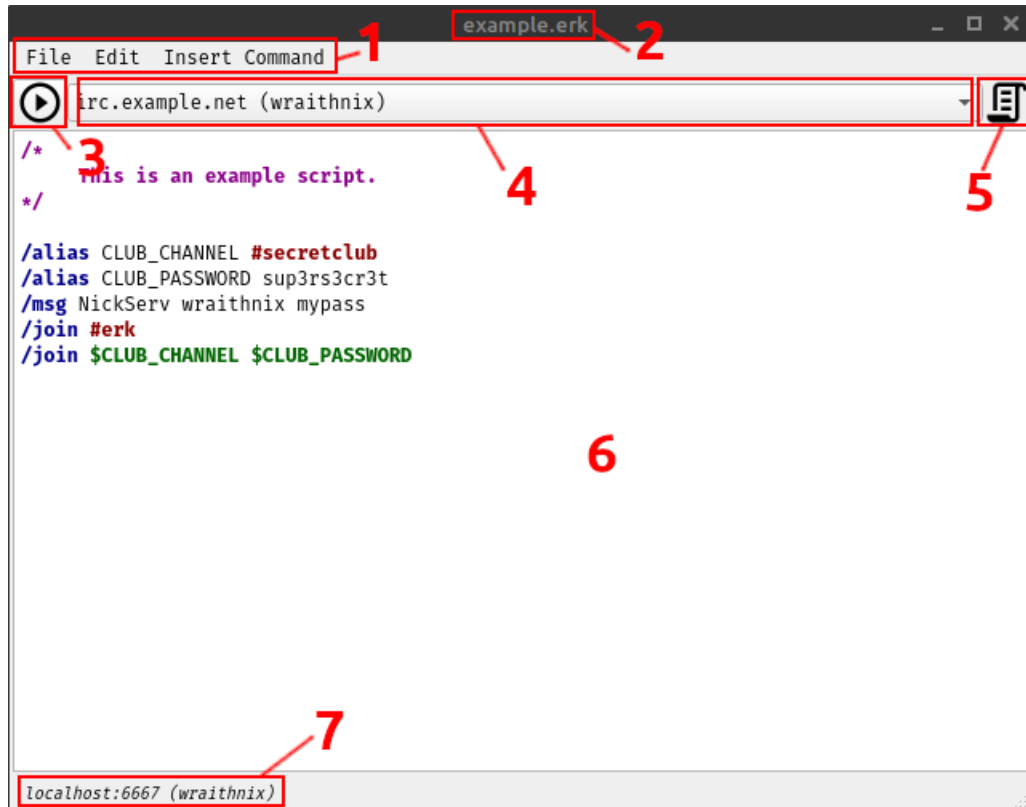 example.erk 2
File Edit Insert Command 1
irc.example.net (wraithnix)
3 4 5
/*
This is an example script.
*/
/alias CLUB_CHANNEL #secretclub
/alias CLUB_PASSWORD sup3rs3cr3t
/msg NickServ wraithnix mypass
/join #erk
/join $CLUB_CHANNEL $CLUB_PASSWORD
6
7
localhost:6667 (wraithnix)